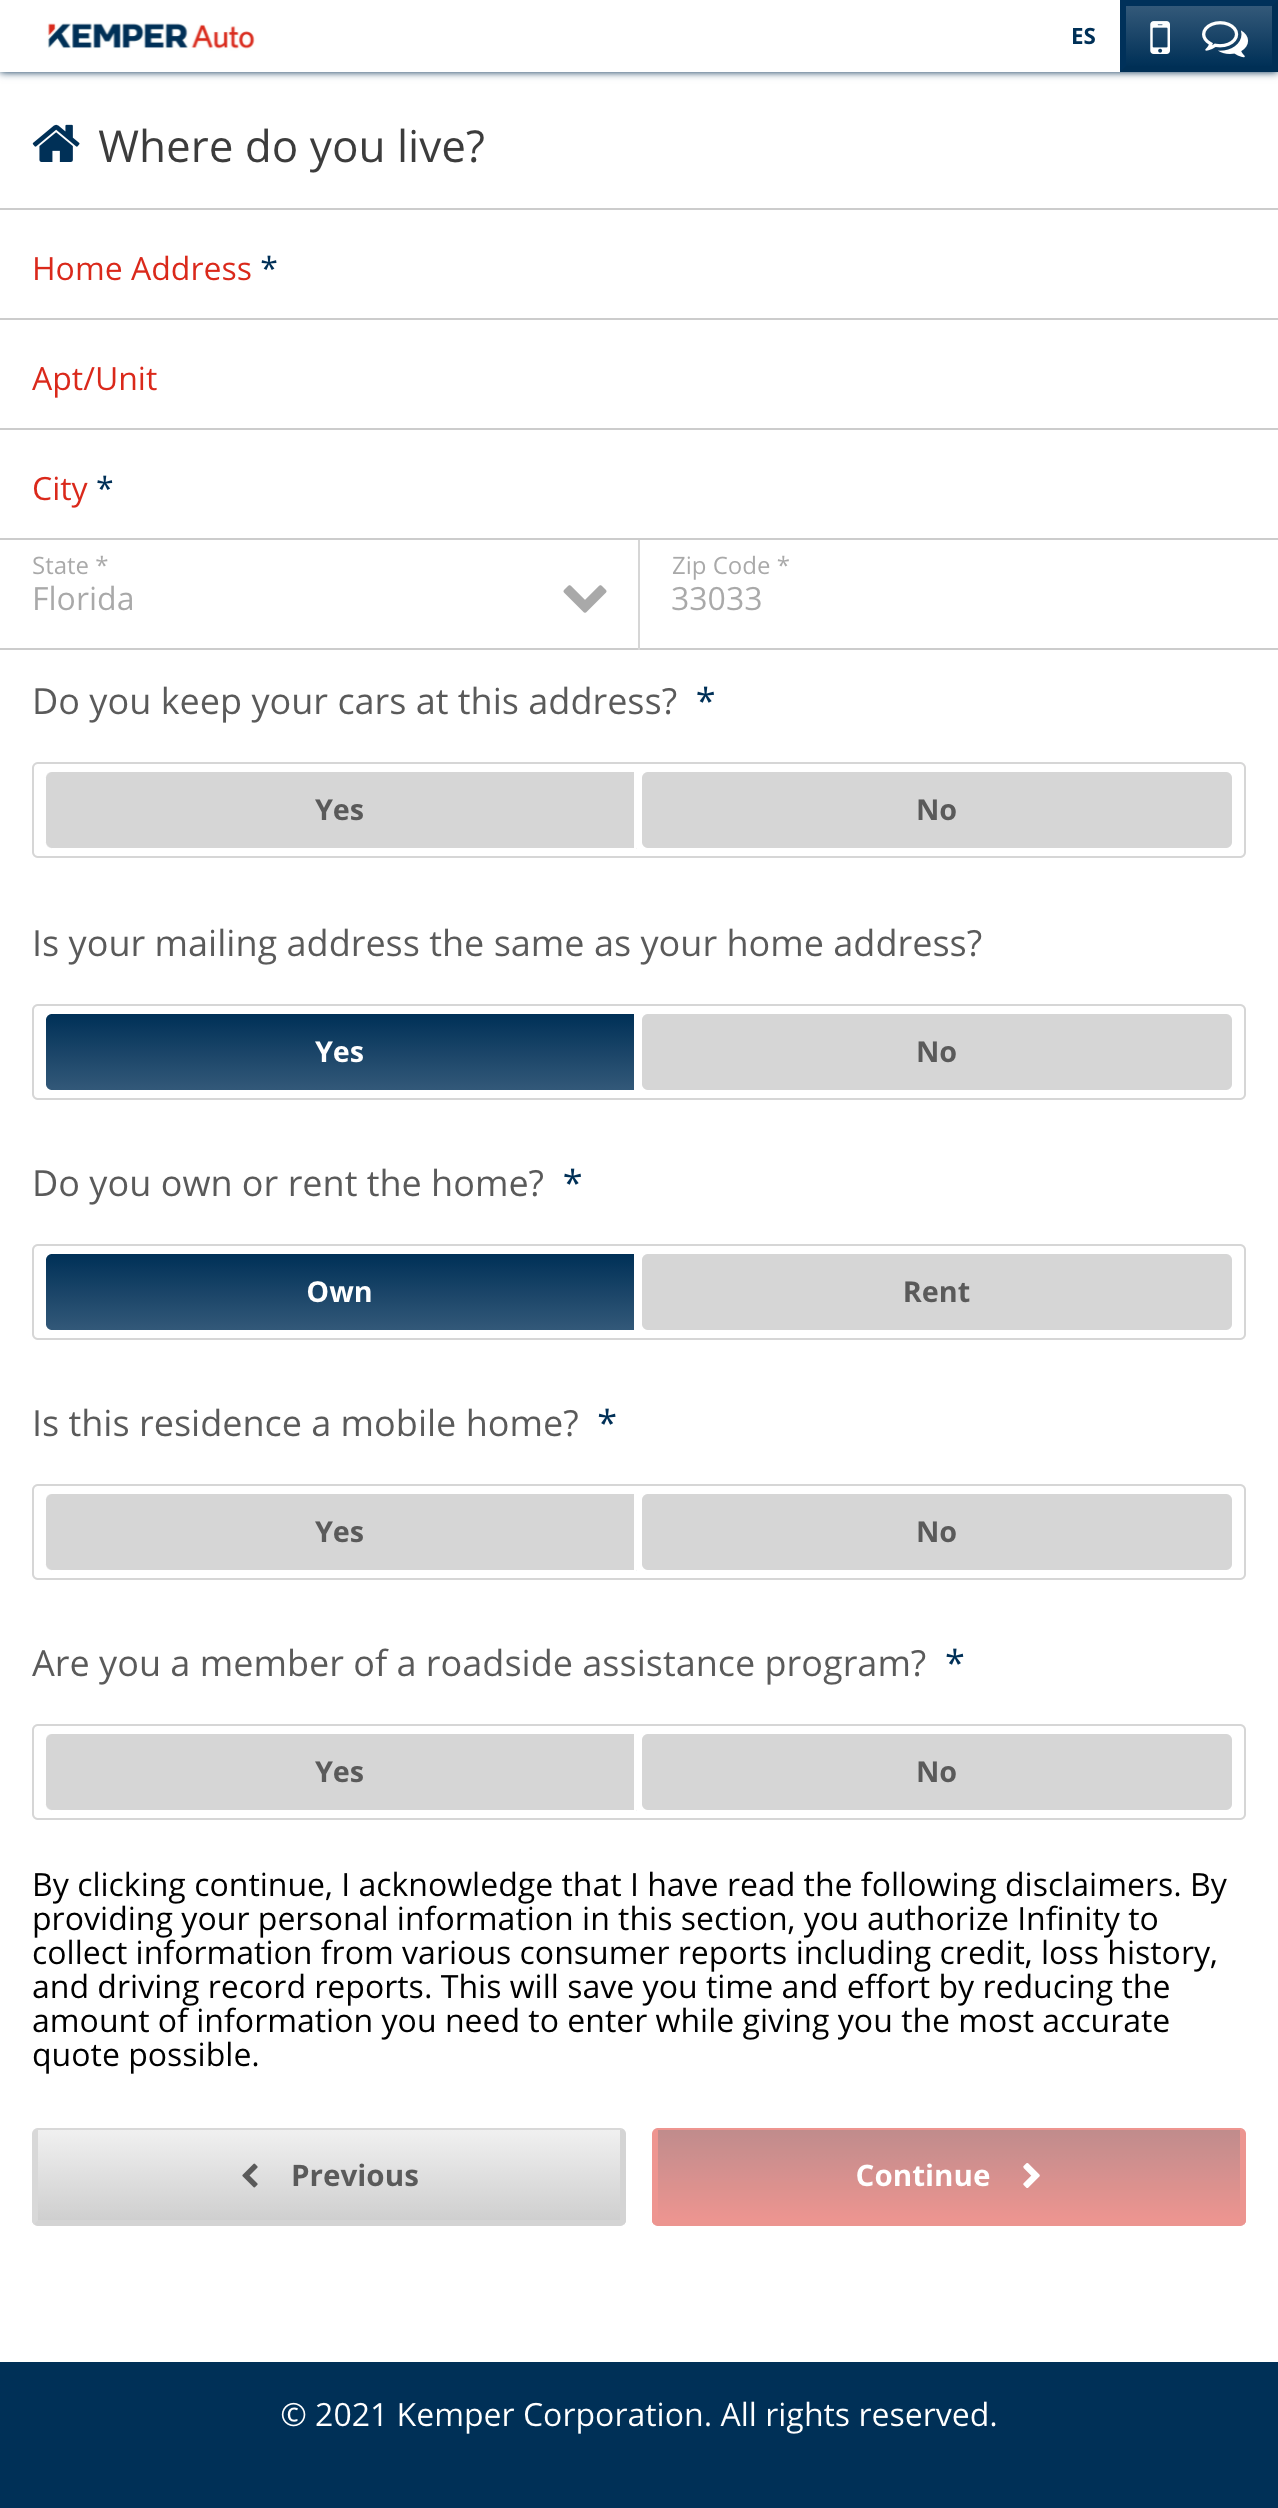 KEMPER Auto
ES
Where do you live?
Home Address *
Apt/Unit
City *
State *
Florida
Zip Code *
33033
Do you keep your cars at this address? *
Yes
No
Is your mailing address the same as your home address?
Yes
No
Do you own or rent the home? *
Own
Rent
Is this residence a mobile home? *
Yes
No
Are you a member of a roadside assistance program? *
Yes
No
By clicking continue, I acknowledge that I have read the following disclaimers. By
providing your personal information in this section, you authorize Infinity to
collect information from various consumer reports including credit, loss history,
and driving record reports. This will save you time and effort by reducing the
amount of information you need to enter while giving you the most accurate
quote possible.
Previous
Continue
© 2021 Kemper Corporation. All rights reserved.